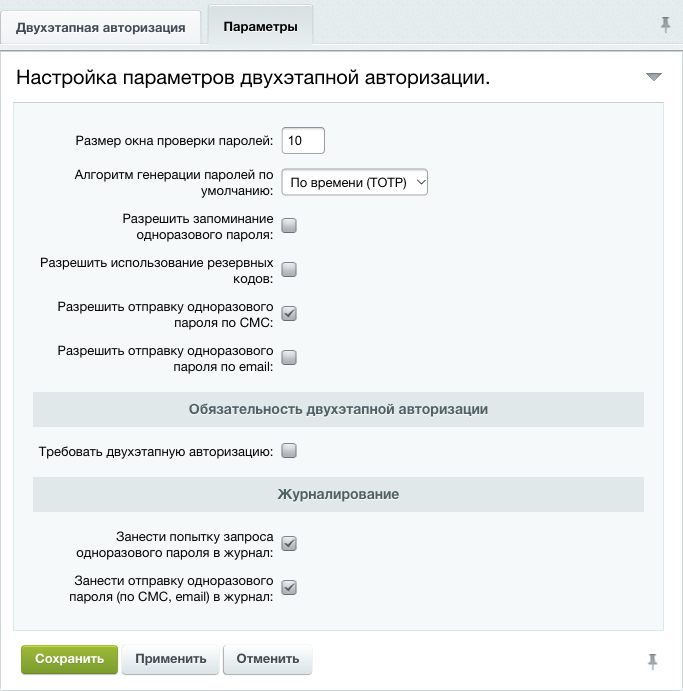 Двухэтапная авторизация
Параметры
Настройка параметров двухэтапной авторизации.
Размер окна проверки паролей:
10
Алгоритм генерации паролей по
умолчанию:
По времени (TOTP)
Разрешить запоминание
одноразового пароля:
Разрешить использование резервных
кодов:
Разрешить отправку одноразового
пароля по СМС:
Разрешить отправку одноразового
пароля по email:
Обязательность двухэтапной авторизации
Требовать двухэтапную авторизацию:
Журналирование
Занести попытку запроса
одноразового пароля в журнал:
Занести отправку одноразового
пароля (по СМС, email) в журнал:
Сохранить
Применить
Отменить